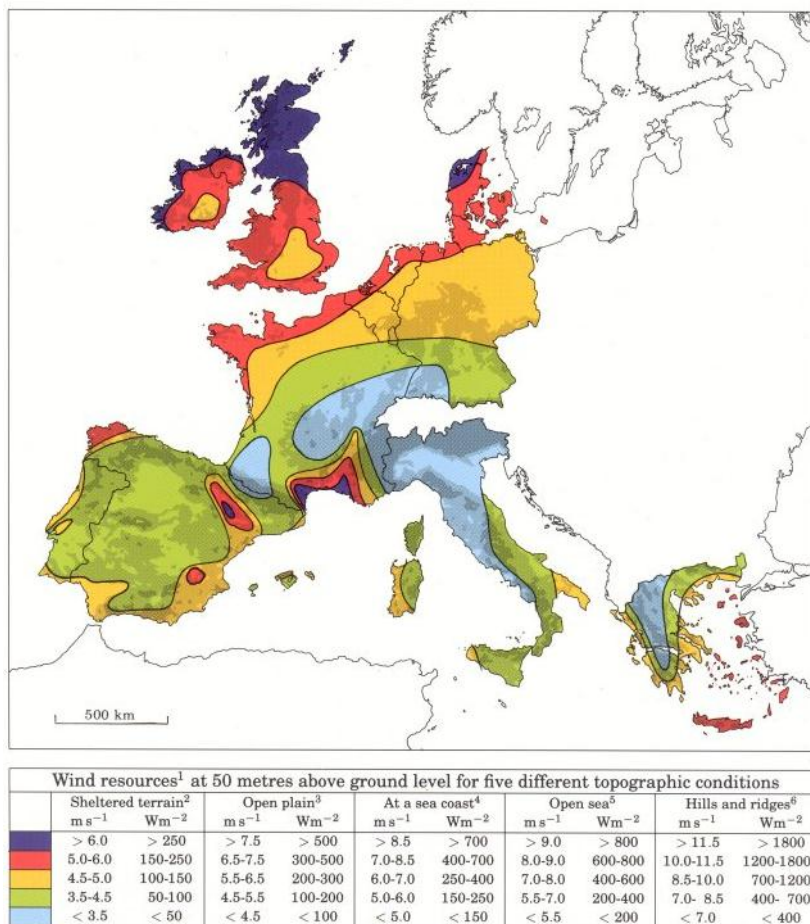 500 km
Wind resources¹ at 50 metres above ground level for five different topographic conditions
Sheltered terrain² Open plain³ At a sea coast⁴ Open sea⁵ Hills and ridges⁶
m s⁻¹ Wm⁻² m s⁻¹ Wm⁻² m s⁻¹ Wm⁻² m s⁻¹ Wm⁻² m s⁻¹ Wm⁻²
> 6.0 > 250 > 7.5 > 500 > 8.5 > 700 > 9.0 > 800 > 11.5 > 1800
5.0-6.0 150-250 6.5-7.5 300-500 7.0-8.5 400-700 8.0-9.0 600-800 10.0-11.5 1200-1800
4.5-5.0 100-150 5.5-6.5 200-300 6.0-7.0 250-400 7.0-8.0 400-600 8.5-10.0 700-1200
3.5-4.5 50-100 4.5-5.5 100-200 5.0-6.0 150-250 5.5-7.0 200-400 7.0- 8.5 400- 700
< 3.5 < 50 < 4.5 < 100 < 5.0 < 150 < 5.5 < 200 < 7.0 < 400